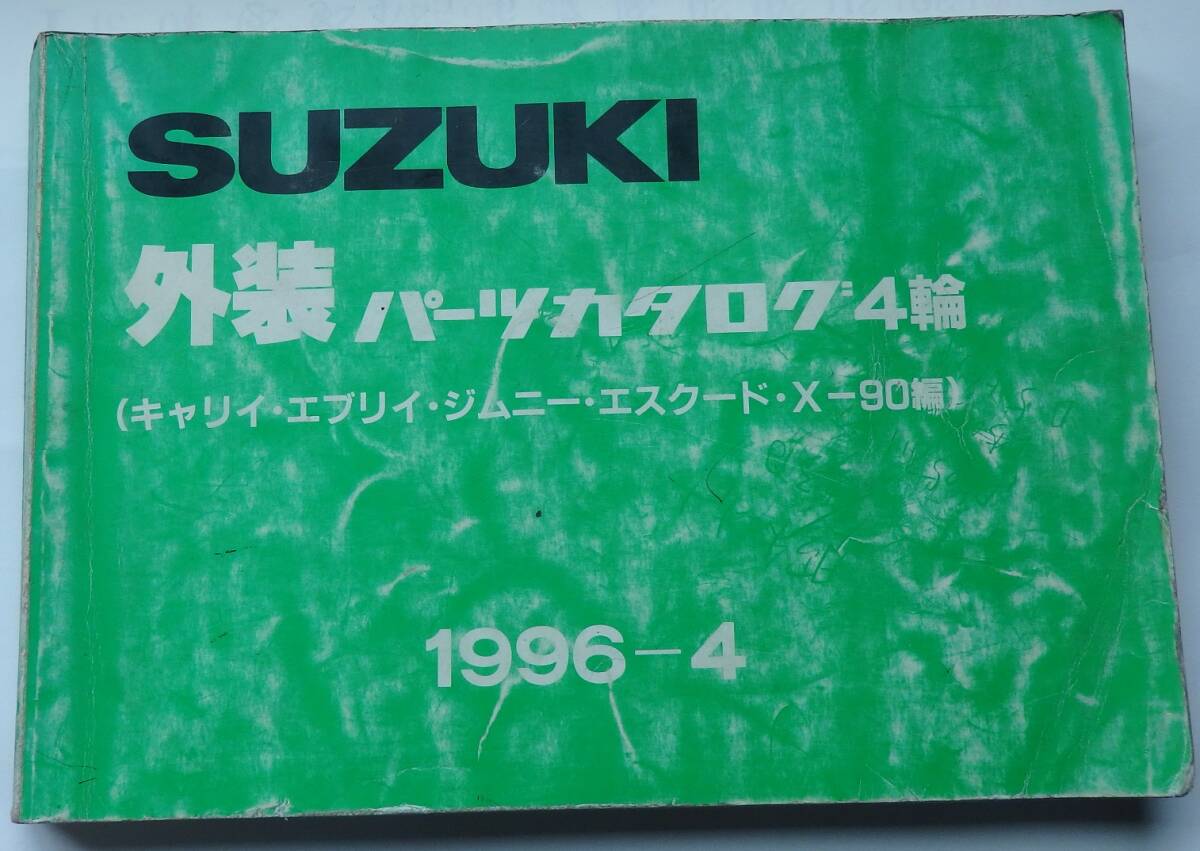 SUZUKI
外装 パーツカタログ 4輪
(キャリイ・エブリイ・ジムニー・エスクード・X-90編)
1996-4